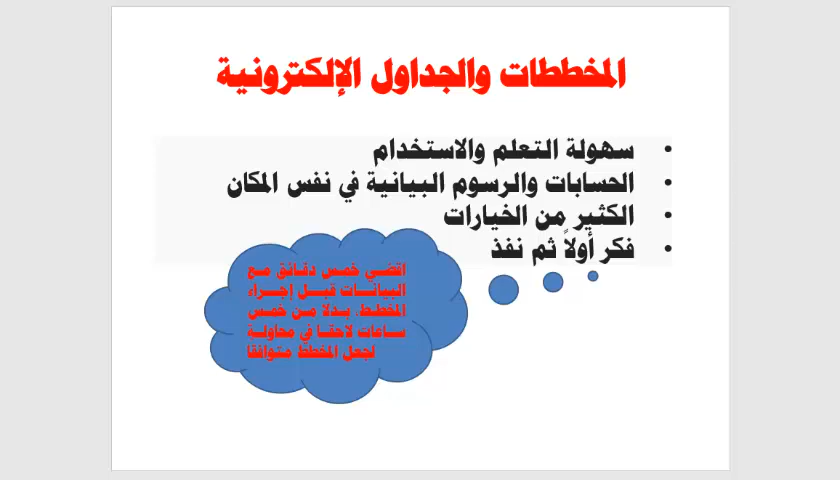 المخططات والجداول الإلكترونية
• سهولة التعلم والاستخدام
• الحسابات والرسوم البيانية في نفس المكان
• الكثير من الخيارات
• فكر أولاً ثم نفذ
اقضي خمس دقائق مع
البيانات قبل إجراء
المخطط، بدلا من خمس
ساعات لاحقا في محاولة
لجعل المخطط متوافقا